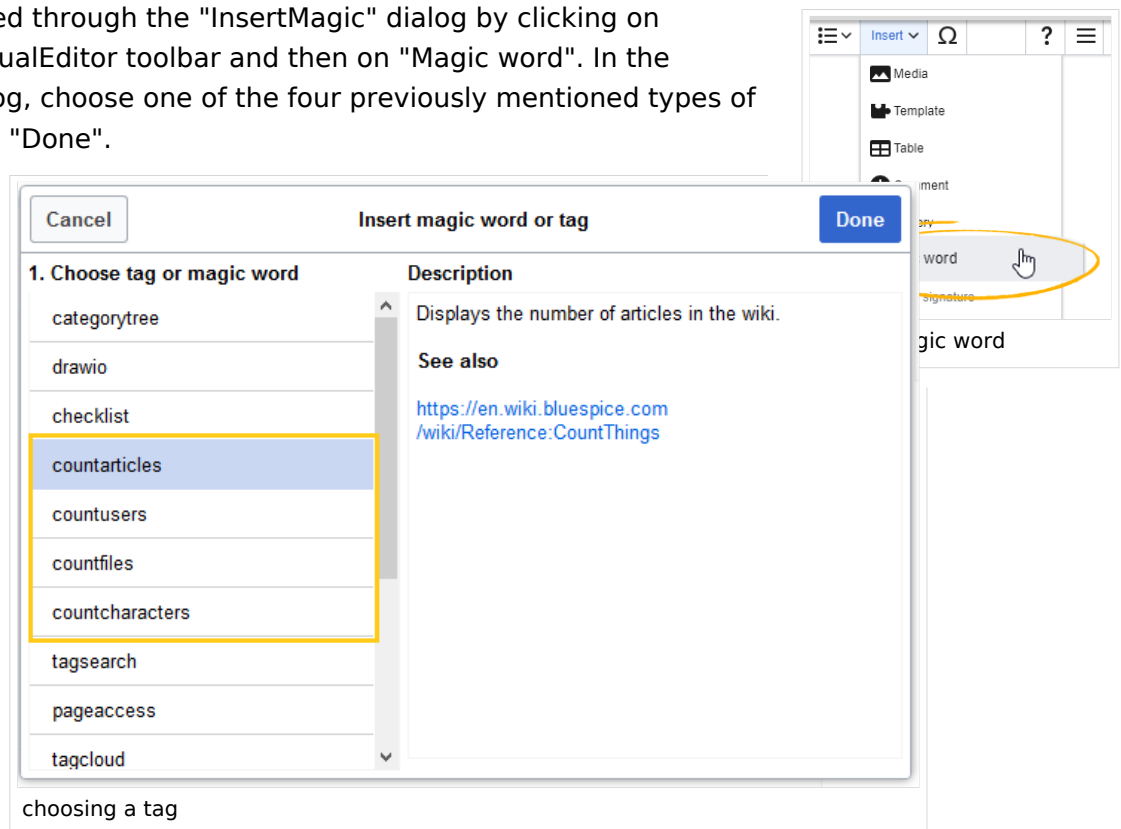 ed through the "InsertMagic" dialog by clicking on
ualEditor toolbar and then on "Magic word". In the
og, choose one of the four previously mentioned types of
"Done".
Insert Ω ?
Media
Template
Table
ment
ory
word
signature
gic word
Cancel
Insert magic word or tag
Done
1. Choose tag or magic word
categorytree
drawio
checklist
countarticles
countusers
countfiles
countcharacters
tagsearch
pageaccess
tagcloud
Description
Displays the number of articles in the wiki.
See also
https://en.wiki.bluespice.com
/wiki/Reference:CountThings
choosing a tag